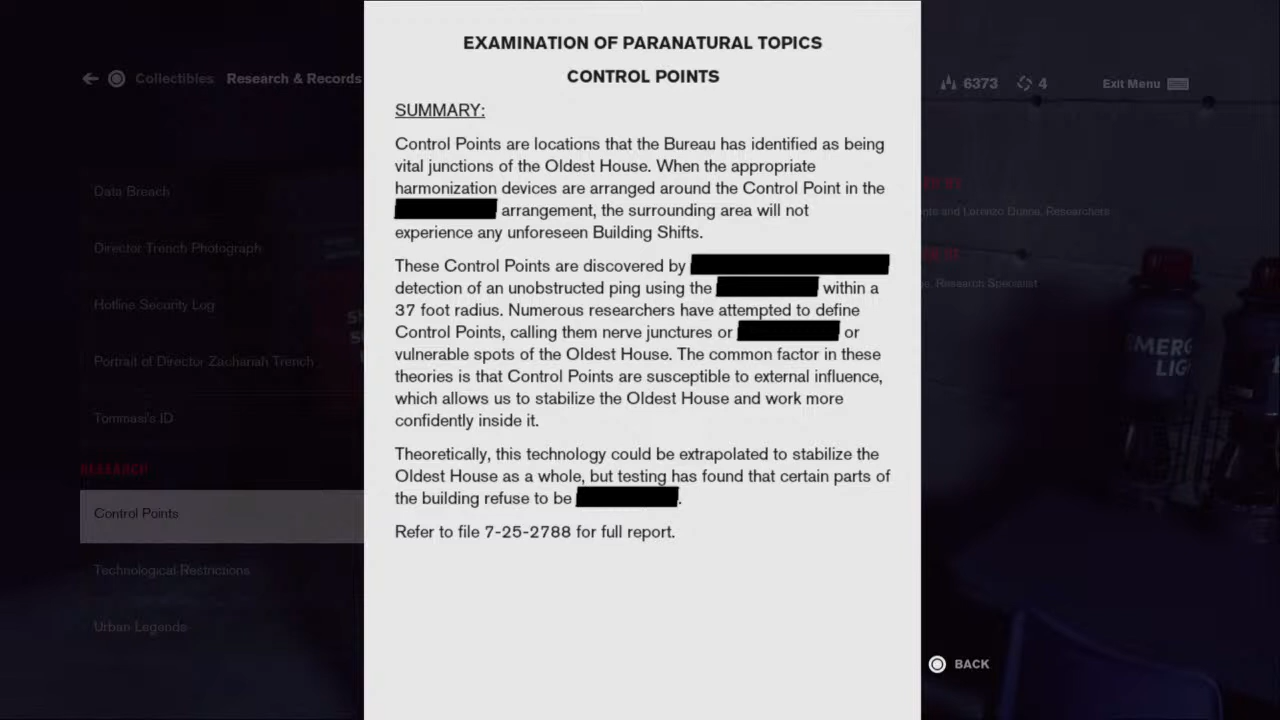 EXAMINATION OF PARANATURAL TOPICS
CONTROL POINTS
Collectibles Research & Records
6373 4 Exit Menu
SUMMARY:
Control Points are locations that the Bureau has identified as being
vital junctions of the Oldest House. When the appropriate
harmonization devices are arranged around the Control Point in the
arrangement, the surrounding area will not
experience any unforeseen Building Shifts.
These Control Points are discovered by
detection of an unobstructed ping using the within a
37 foot radius. Numerous researchers have attempted to define
Control Points, calling them nerve junctures or or
vulnerable spots of the Oldest House. The common factor in these
theories is that Control Points are susceptible to external influence,
which allows us to stabilize the Oldest House and work more
confidently inside it.
Theoretically, this technology could be extrapolated to stabilize the
Oldest House as a whole, but testing has found that certain parts of
the building refuse to be .
Refer to file 7-25-2788 for full report.
Data Breach
Director Trench Photograph
Hotline Security Log
Portrait of Director Zachariah Trench
Tommasi's ID
RESEARCH
Control Points
Technological Restrictions
Urban Legends
and Lorenzo Duane, Researchers
Research Specialist
EMERG
LIG
BACK